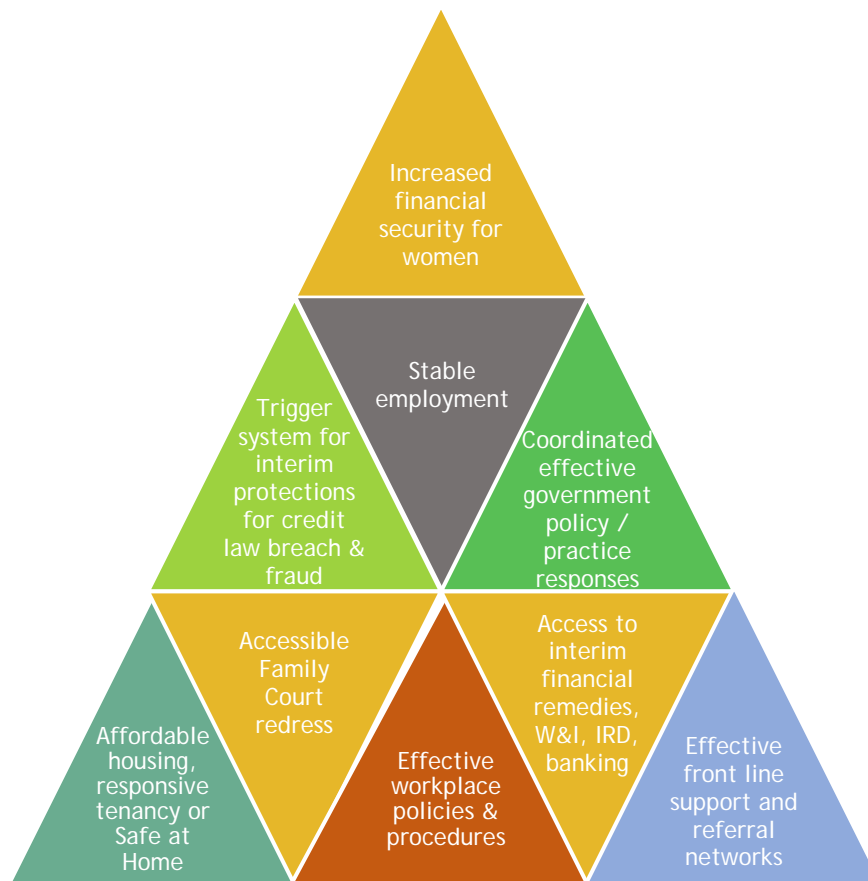 Increased
financial
security for
women
Stable
employment
Trigger
system for
interim
protections
for credit
law breach &
fraud
Coordinated
effective
government
policy /
practice
responses
Affordable
housing,
responsive
tenancy or
Safe at
Home
Accessible
Family
Court
redress
Effective
workplace
policies &
procedures
Access to
interim
financial
remedies,
W&I, IRD,
banking
Effective
front line
support and
referral
networks